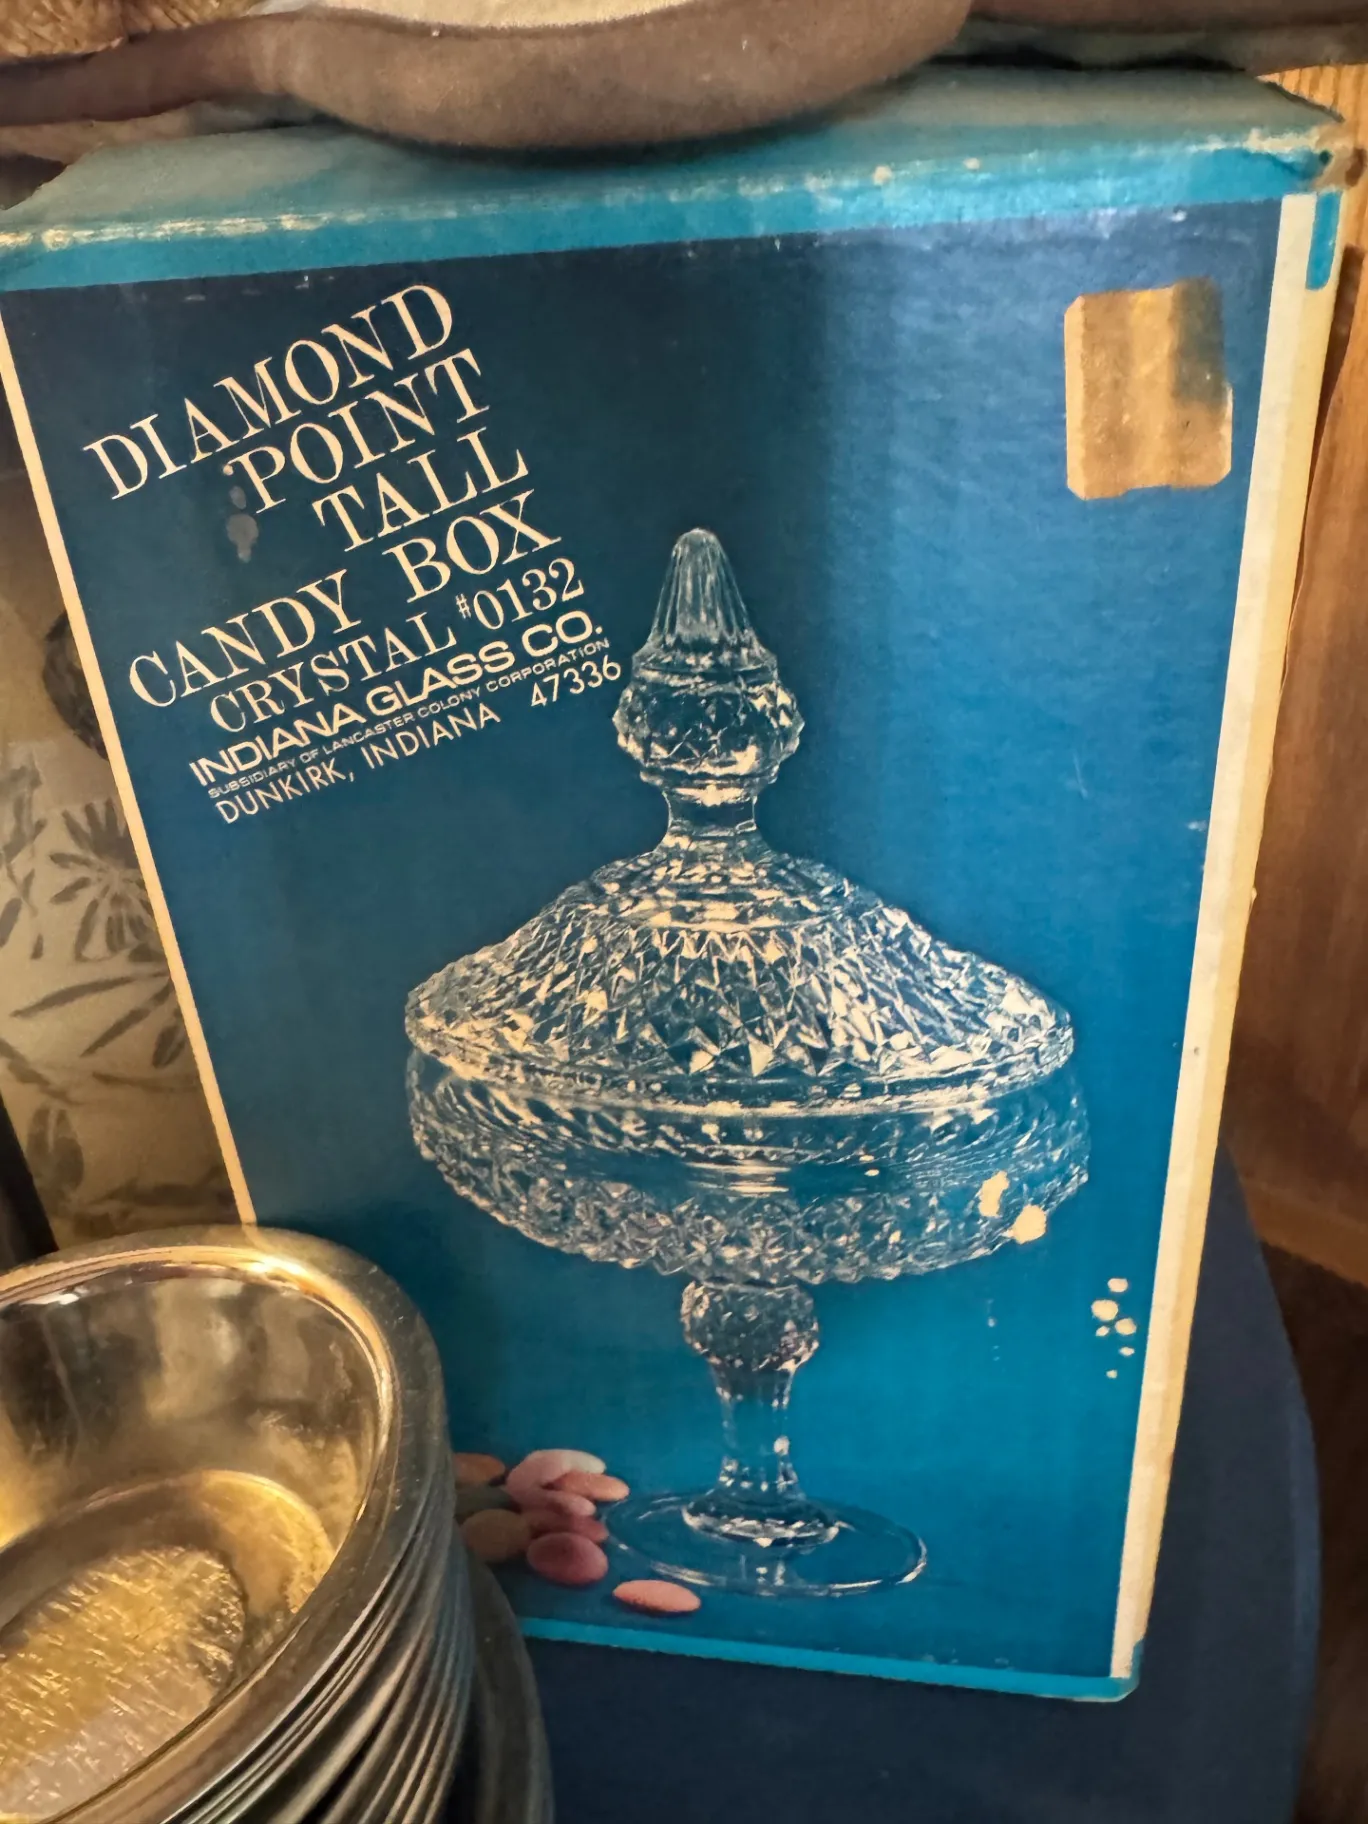 DIAMOND
POINT
TALL
CANDY BOX
CRYSTAL #0132
INDIANA GLASS CO.
SUBSIDIARY OF LANCASTER COLONY CORPORATION
DUNKIRK, INDIANA 47336